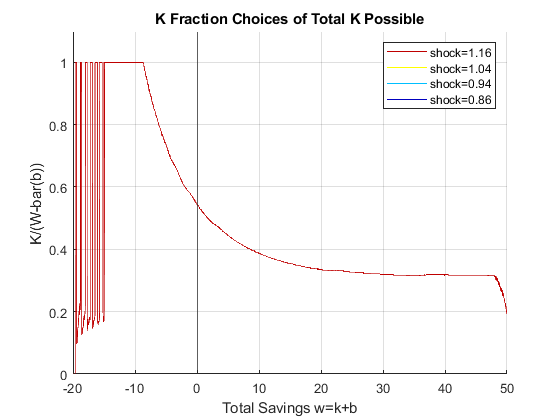 K Fraction Choices of Total K Possible
shock=1.16
shock=1.04
shock=0.94
shock=0.86
K/(W-bar(b))
1
0.8
0.6
0.4
0.2
0
-20 -10 0 10 20 30 40 50
Total Savings w=k+b